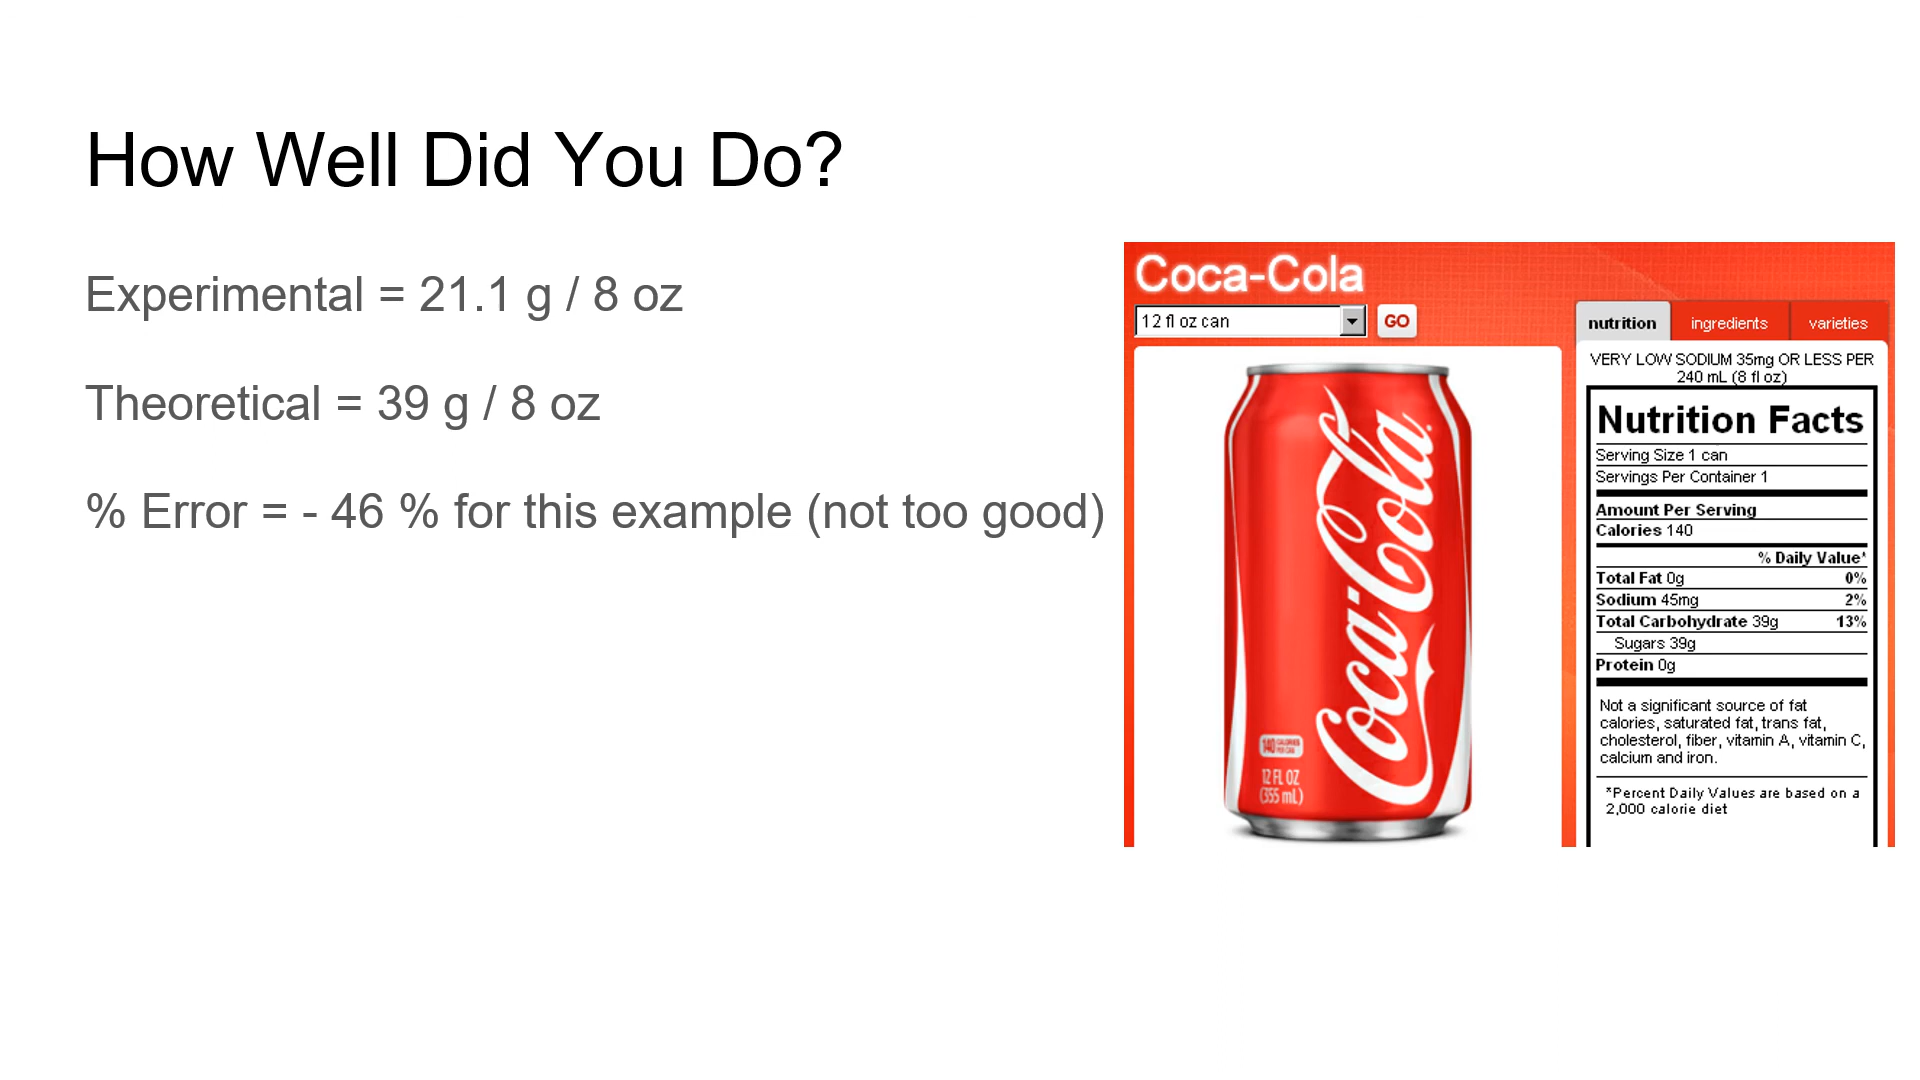 How Well Did You Do?
Experimental = 21.1 g / 8 oz
Theoretical = 39 g / 8 oz
% Error = - 46 % for this example (not too good)
Coca-Cola
12 fl oz can
GO
nutrition
ingredients
varieties
VERY LOW SODIUM 35mg OR LESS PER
240 mL (8 fl oz)
Nutrition Facts
Serving Size 1 can
Servings Per Container 1
Amount Per Serving
Calories 140
% Daily Value*
Total Fat 0g 0%
Sodium 45mg 2%
Total Carbohydrate 39g 13%
Sugars 39g
Protein 0g
Not a significant source of fat
calories, saturated fat, trans fat,
cholesterol, fiber, vitamin A, vitamin C,
calcium and iron.
*Percent Daily Values are based on a
2,000 calorie diet
Coca-Cola
140 CALORIES
PER CAN
12 FL OZ
(355 mL)